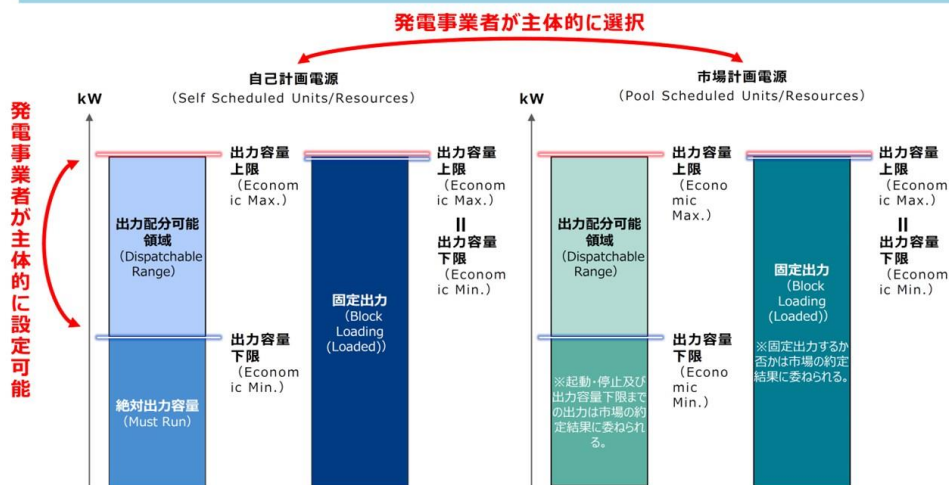 発電事業者が主体的に選択
自己計画電源
（Self Scheduled Units/Resources）
市場計画電源
（Pool Scheduled Units/Resources）
発電事業者が主体的に設定可能
kW
出力配分可能
領域
（Dispatchable
Range）
絶対出力容量
（Must Run）
出力容量
上限
（Econom
ic Max.）
出力容量
下限
（Econom
ic Min.）
固定出力
（Block
Loading
(Loaded)）
出力容量
上限
（Econom
ic Max.）
＝
出力容量
下限
（Econom
ic Min.）
kW
出力配分可能
領域
（Dispatchable
Range）
※起動・停止及び
出力容量下限まで
の出力は市場の約
定結果に委ねられ
る。
出力容量
上限
（Econo
mic
Max.）
出力容量
下限
（Econo
mic
Min.）
固定出力
（Block
Loading
(Loaded)）
※固定出力するか
否かは市場の約定
結果に委ねられる。
出力容量
上限
（Econom
ic Max.）
＝
出力容量
下限
（Econom
ic Min.）